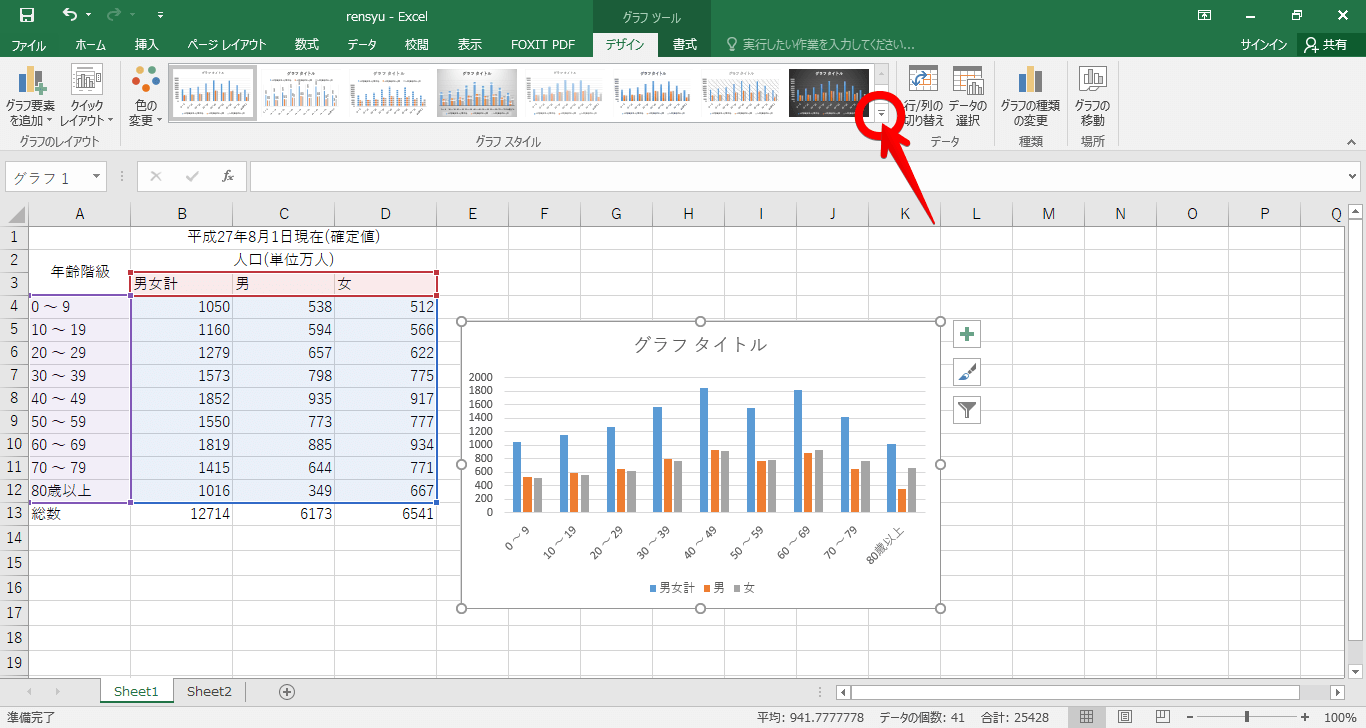 rensyu - Excel
グラフ ツール
ファイル ホーム 挿入 ページ レイアウト 数式 データ 校閲 表示 FOXIT PDF デザイン 書式 実行したい作業を入力してください... サインイン 共有
グラフ要素を追加
クイックレイアウト
色の変更
行/列の切り替え
データの選択
グラフの種類の変更
グラフの移動
グラフのレイアウト グラフ スタイル データ 種類 場所
グラフ 1
fx
A B C D E F G H I J K L M N O P Q
1 平成27年8月1日現在(確定値)
2 年齢階級 人口(単位万人)
3 男女計 男 女
4 0 ～ 9 1050 538 512
5 10 ～ 19 1160 594 566
6 20 ～ 29 1279 657 622
7 30 ～ 39 1573 798 775
8 40 ～ 49 1852 935 917
9 50 ～ 59 1550 773 777
10 60 ～ 69 1819 885 934
11 70 ～ 79 1415 644 771
12 80歳以上 1016 349 667
13 総数 12714 6173 6541
14
15
16
17
18
19
グラフ タイトル
2000
1800
1600
1400
1200
1000
800
600
400
200
0
0 ～ 9 10 ～ 19 20 ～ 29 30 ～ 39 40 ～ 49 50 ～ 59 60 ～ 69 70 ～ 79 80歳以上
男女計 男 女
Sheet1 Sheet2
準備完了 平均: 941.7777778 データの個数: 41 合計: 25428 100%